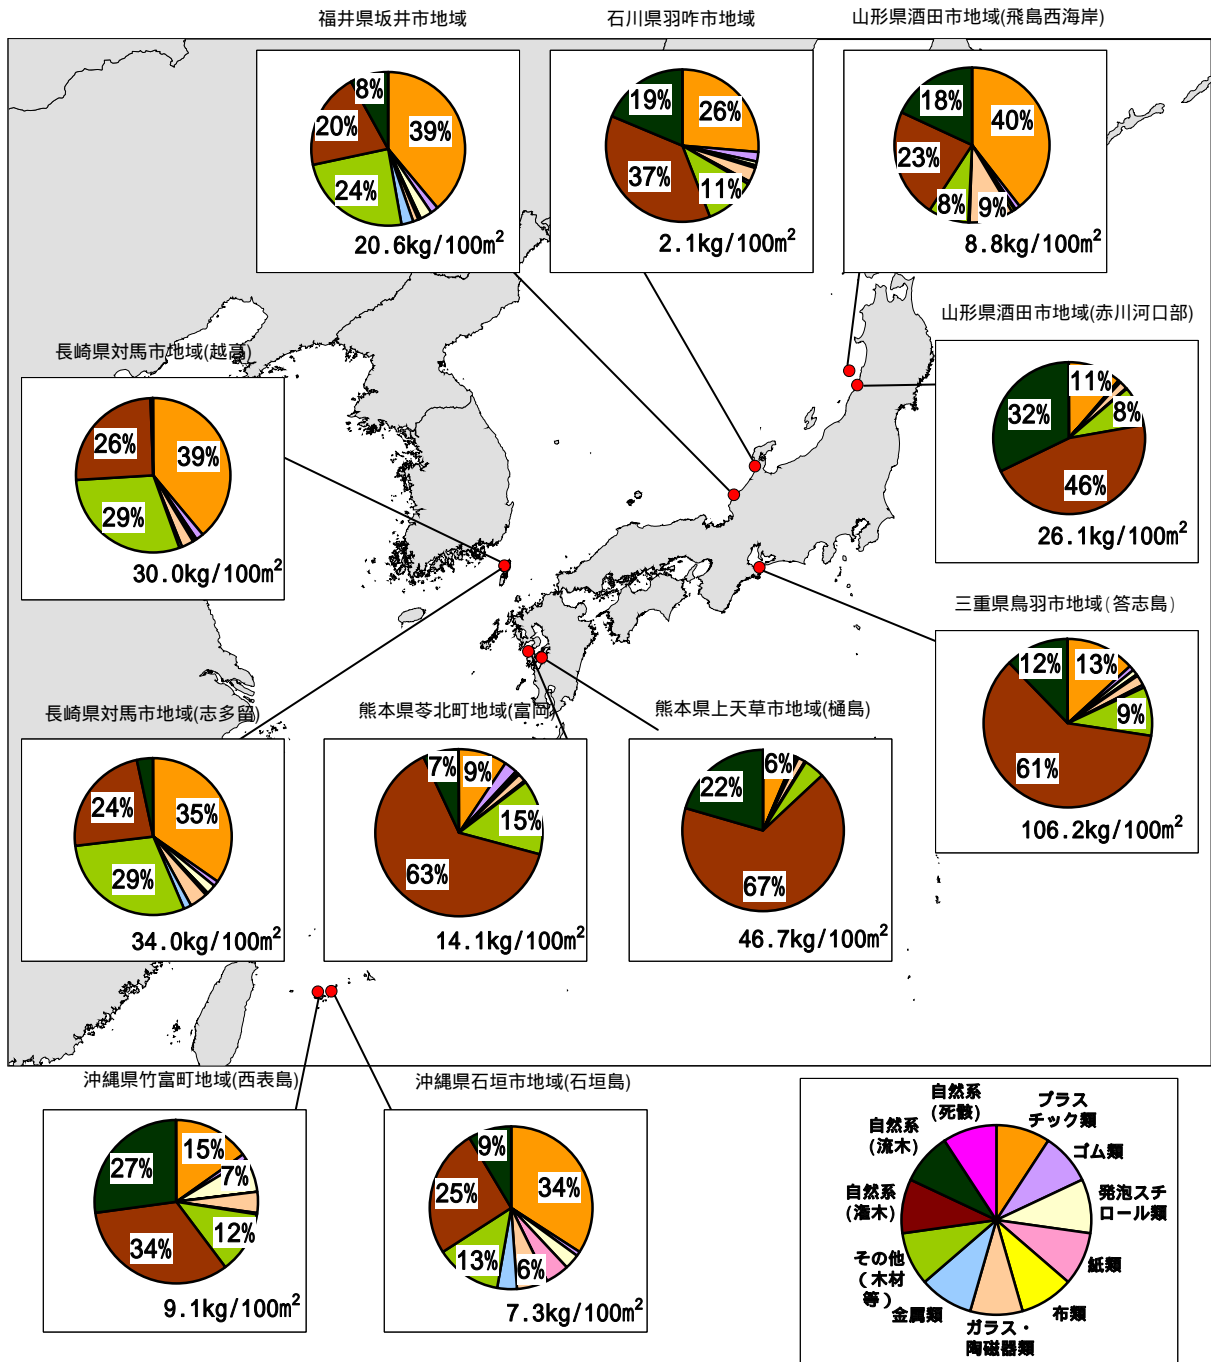 福井県坂井市地域
8%
39%
20%
24%
20.6kg/100m²
石川県羽咋市地域
19%
26%
37%
11%
2.1kg/100m²
山形県酒田市地域(飛島西海岸)
18%
40%
23%
8%
9%
8.8kg/100m²
山形県酒田市地域(赤川河口部)
11%
32%
8%
46%
26.1kg/100m²
長崎県対馬市地域(越高)
26%
39%
29%
30.0kg/100m²
三重県鳥羽市地域(答志島)
12%
13%
9%
61%
106.2kg/100m²
長崎県対馬市地域(志多留)
24%
35%
29%
34.0kg/100m²
熊本県苓北町地域(富岡)
7%
9%
15%
63%
14.1kg/100m²
熊本県上天草市地域(樋島)
6%
22%
67%
46.7kg/100m²
沖縄県竹富町地域(西表島)
15%
27%
7%
12%
34%
9.1kg/100m²
沖縄県石垣市地域(石垣島)
9%
34%
25%
13%
6%
7.3kg/100m²
自然系
(死骸)
プラス
チック類
自然系
(流木)
ゴム類
自然系
(灌木)
発泡スチ
ロール類
その他
(木材
等)
紙類
金属類
布類
ガラス・
陶磁器類